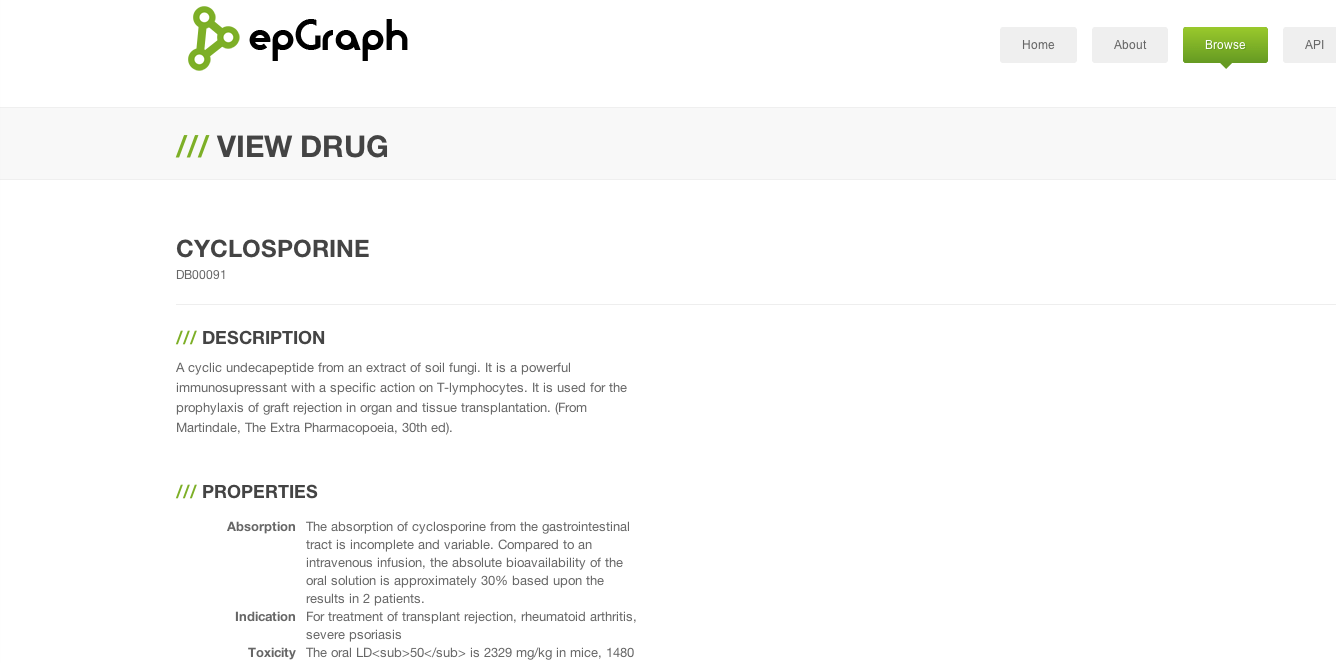 epGraph
Home About Browse API
/// VIEW DRUG
CYCLOSPORINE
DB00091
/// DESCRIPTION
A cyclic undecapeptide from an extract of soil fungi. It is a powerful
immunosupressant with a specific action on T-lymphocytes. It is used for the
prophylaxis of graft rejection in organ and tissue transplantation. (From
Martindale, The Extra Pharmacopoeia, 30th ed).
/// PROPERTIES
Absorption The absorption of cyclosporine from the gastrointestinal
tract is incomplete and variable. Compared to an
intravenous infusion, the absolute bioavailability of the
oral solution is approximately 30% based upon the
results in 2 patients.
Indication For treatment of transplant rejection, rheumatoid arthritis,
severe psoriasis
Toxicity The oral LD<sub>50</sub> is 2329 mg/kg in mice, 1480